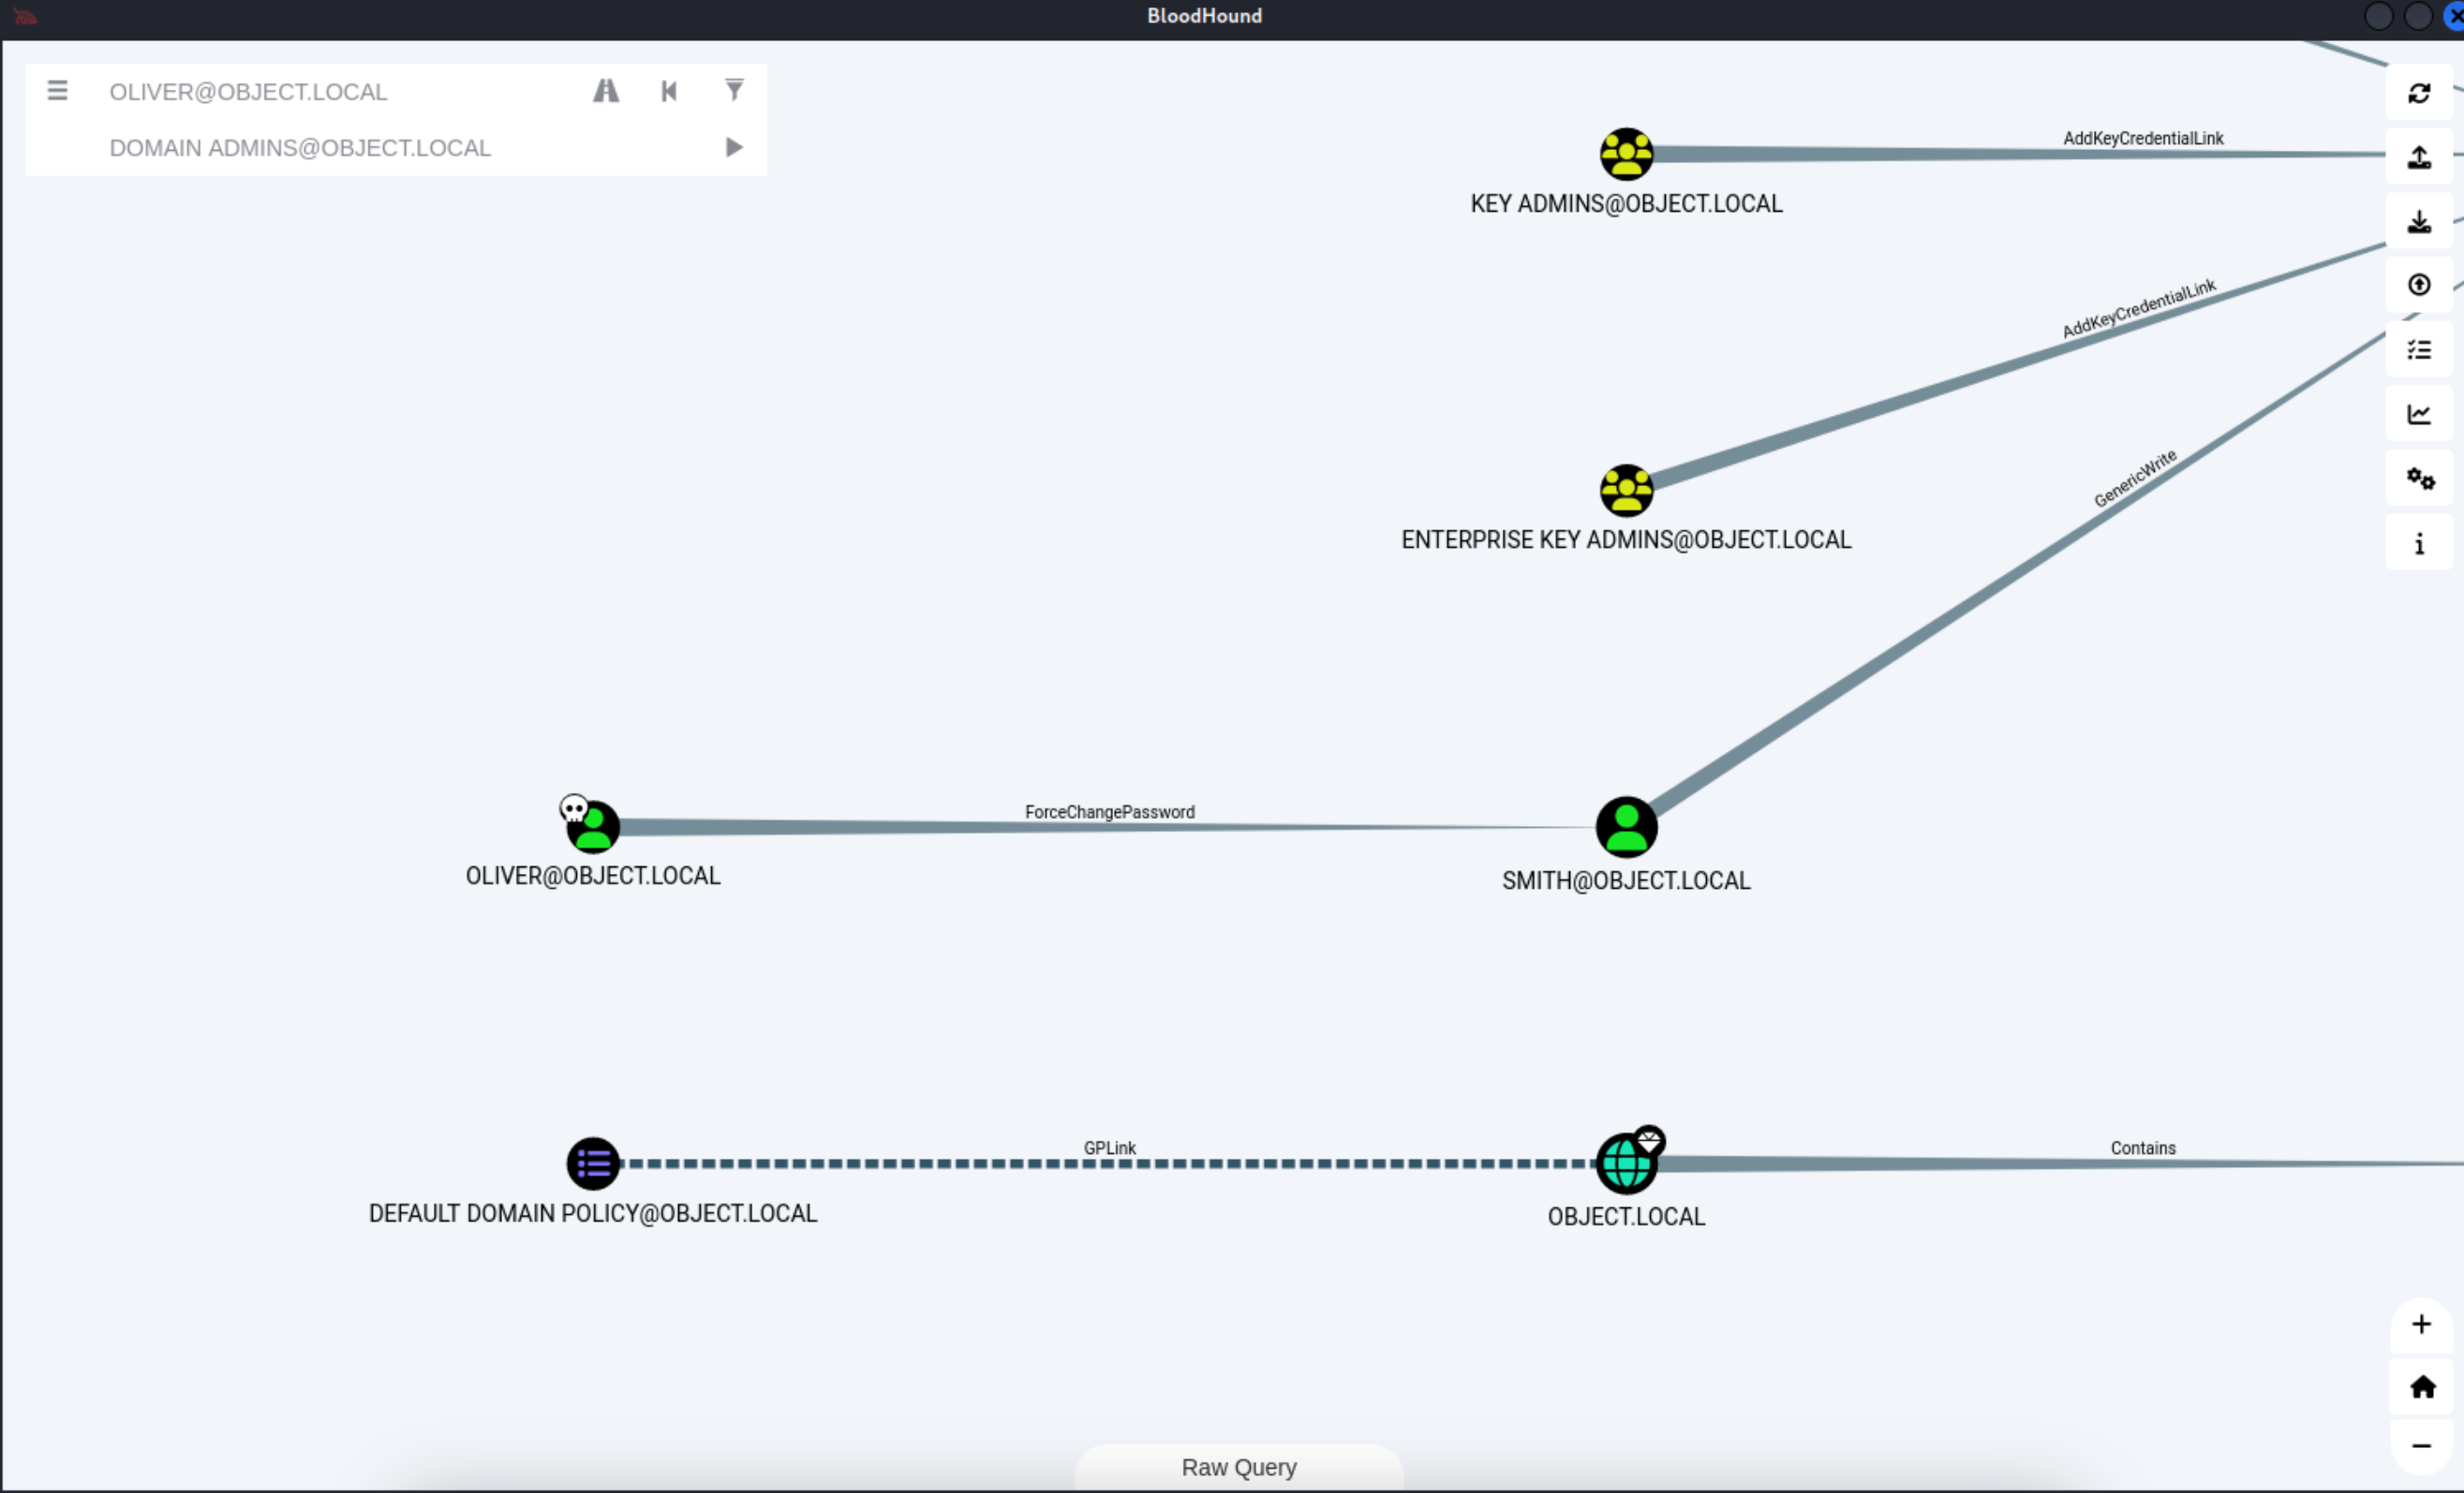 BloodHound
OLIVER@OBJECT.LOCAL
DOMAIN ADMINS@OBJECT.LOCAL
AddKeyCredentialLink
KEY ADMINS@OBJECT.LOCAL
AddKeyCredentialLink
GenericWrite
ENTERPRISE KEY ADMINS@OBJECT.LOCAL
ForceChangePassword
OLIVER@OBJECT.LOCAL
SMITH@OBJECT.LOCAL
GPLink
Contains
DEFAULT DOMAIN POLICY@OBJECT.LOCAL
OBJECT.LOCAL
Raw Query